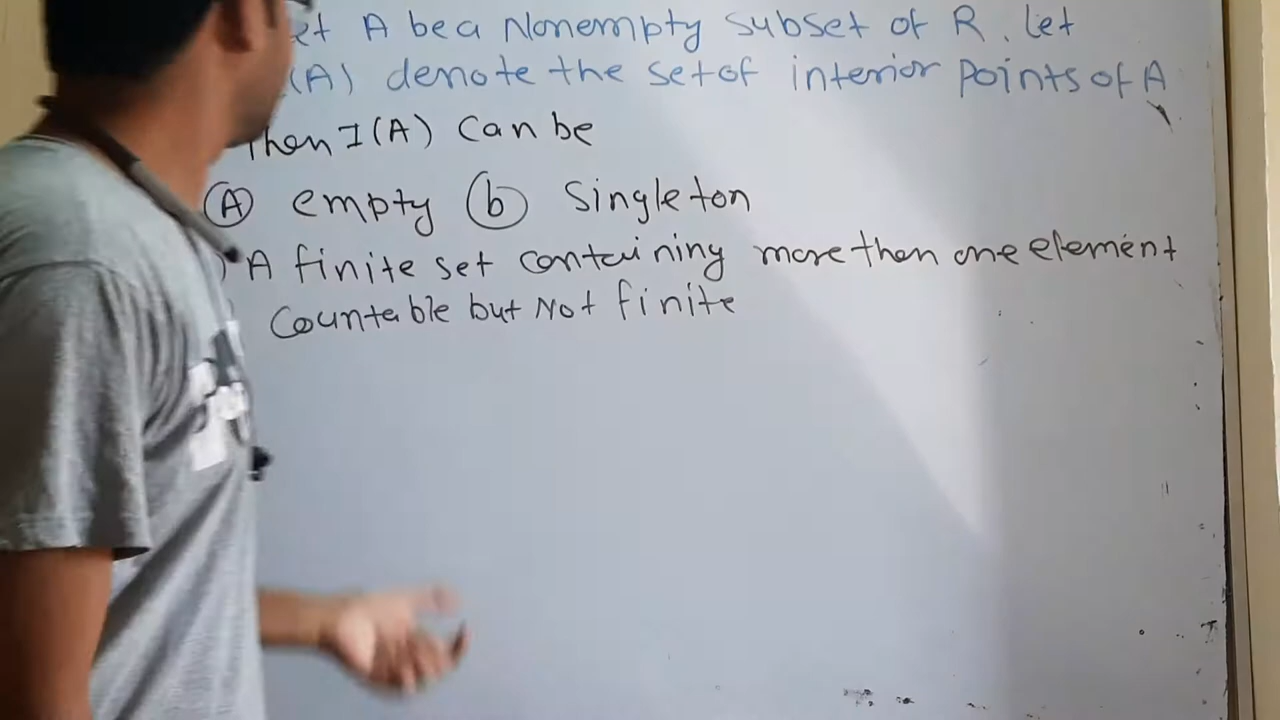 et A be a Nonempty subset of R. let
(A) denote the set of interior points of A
Then I(A) Can be
(A) empty (b) Singleton
) A finite set containing more then one element
Countable but Not finite